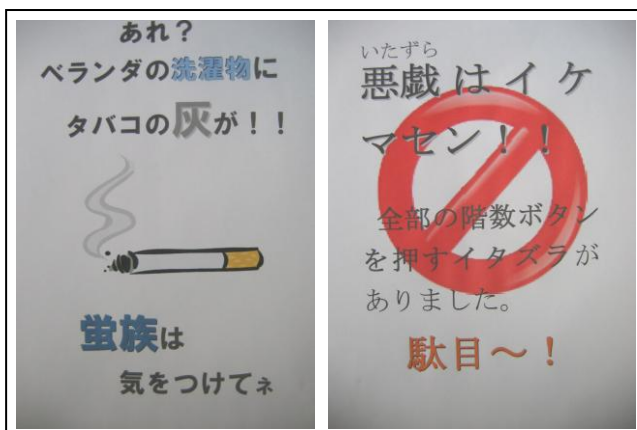 あれ？
ベランダの洗濯物に
タバコの灰が！！
蛍族は
気をつけてネ
いたずら
悪戯はイケ
マセン！！
全部の階数ボタン
を押すイタズラが
ありました。
駄目～！